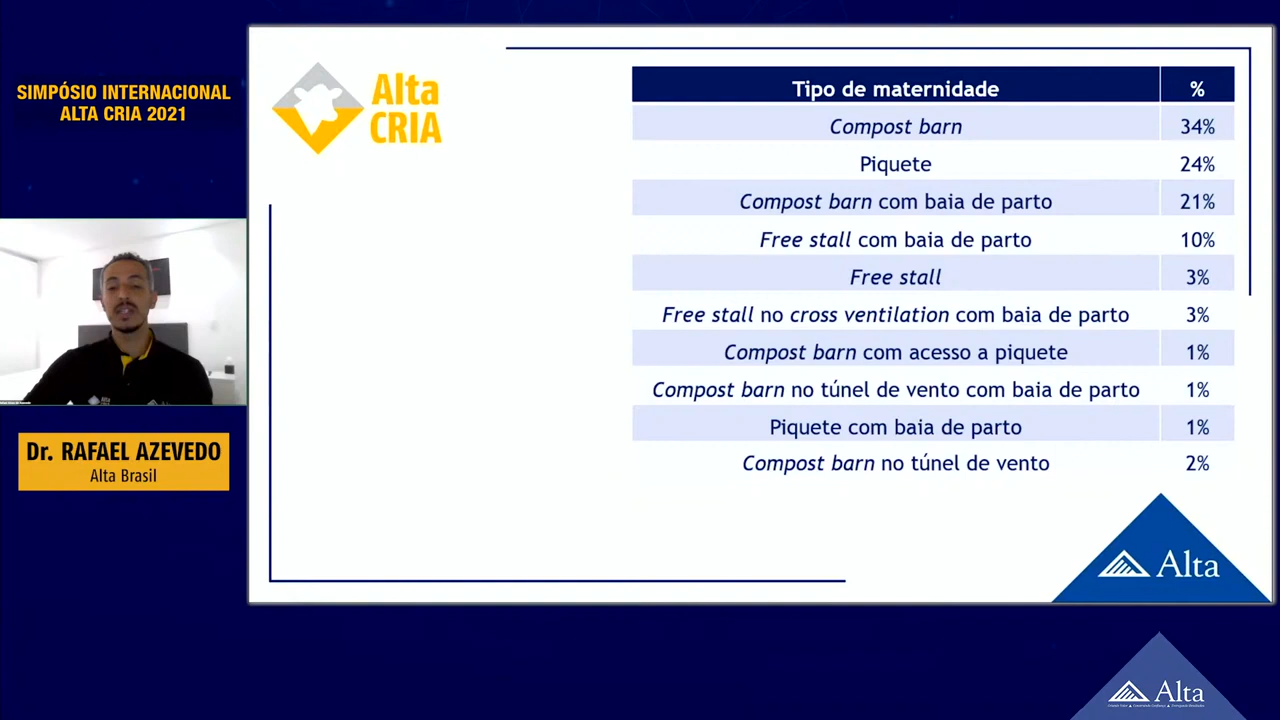 SIMPÓSIO INTERNACIONAL
ALTA CRIA 2021
Dr. RAFAEL AZEVEDO
Alta Brasil
Alta
CRIA
Tipo de maternidade %
Compost barn 34%
Piquete 24%
Compost barn com baia de parto 21%
Free stall com baia de parto 10%
Free stall 3%
Free stall no cross ventilation com baia de parto 3%
Compost barn com acesso a piquete 1%
Compost barn no túnel de vento com baia de parto 1%
Piquete com baia de parto 1%
Compost barn no túnel de vento 2%
Alta
Alta